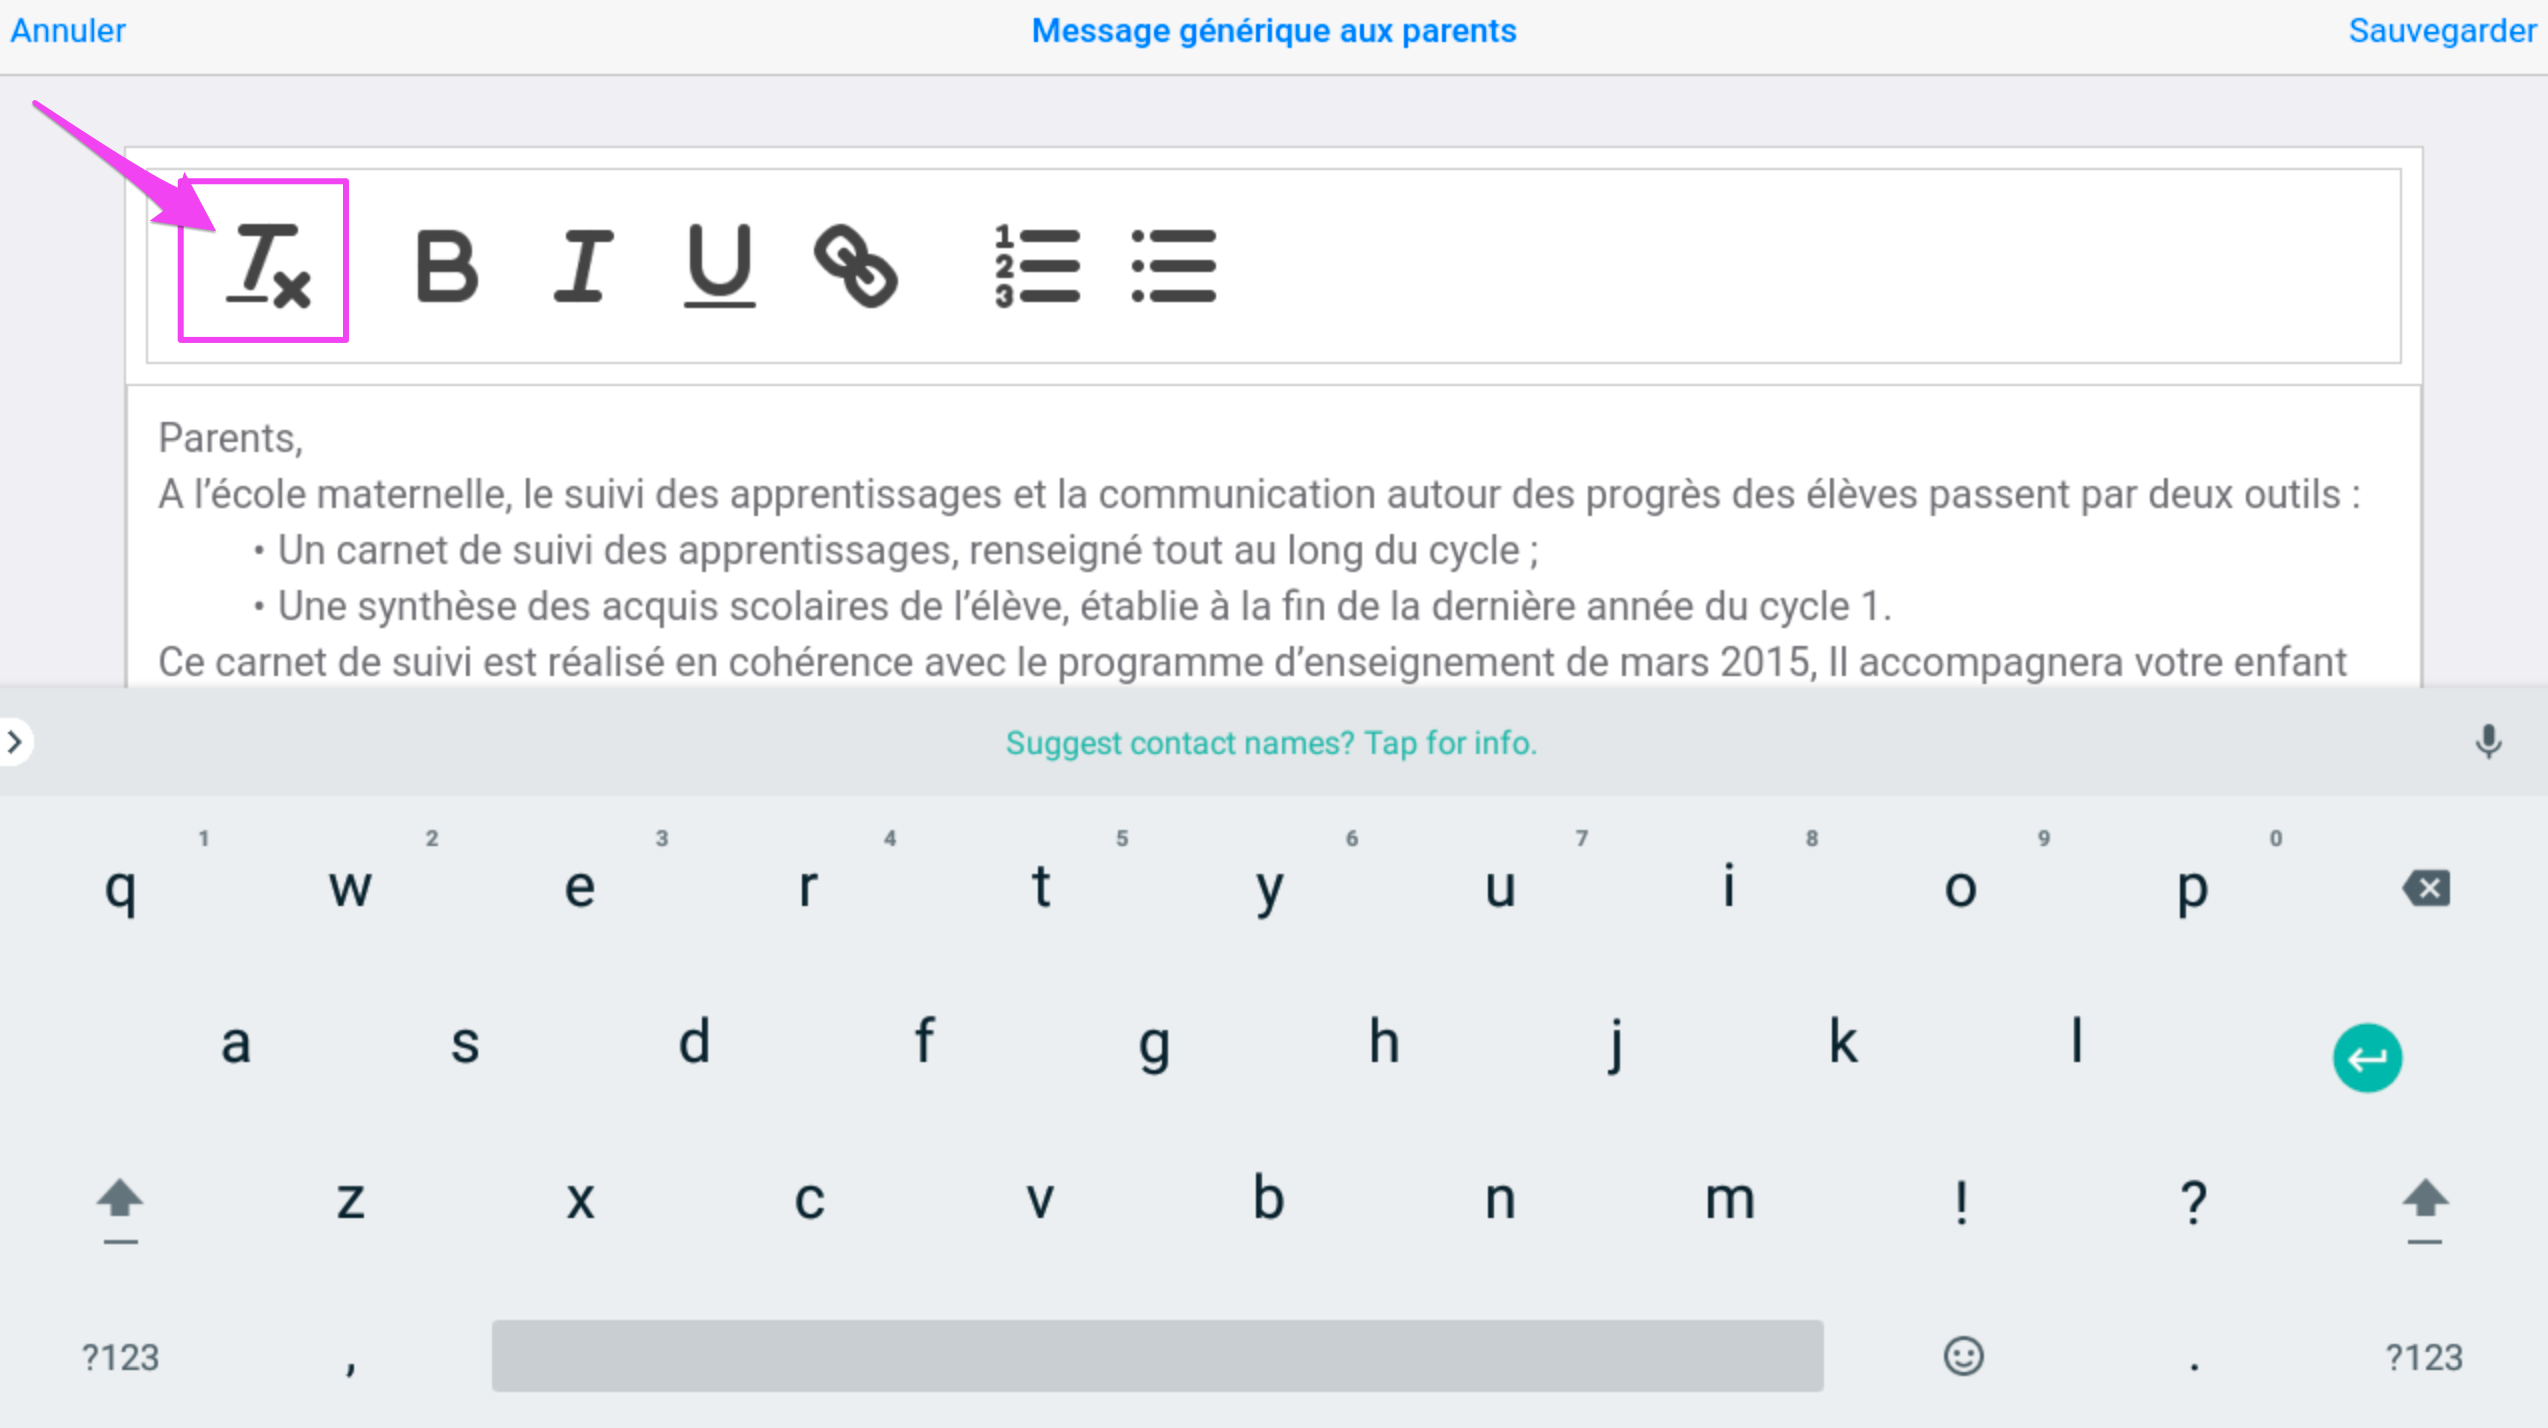 Annuler Message générique aux parents Sauvegarder
B I U 1 2 3
Parents,
A l’école maternelle, le suivi des apprentissages et la communication autour des progrès des élèves passent par deux outils :
• Un carnet de suivi des apprentissages, renseigné tout au long du cycle ;
• Une synthèse des acquis scolaires de l’élève, établie à la fin de la dernière année du cycle 1.
Ce carnet de suivi est réalisé en cohérence avec le programme d’enseignement de mars 2015, Il accompagnera votre enfant
Suggest contact names? Tap for info.
1 2 3 4 5 6 7 8 9 0
q w e r t y u i o p
a s d f g h j k l
z x c v b n m ! ?
?123 , . ?123